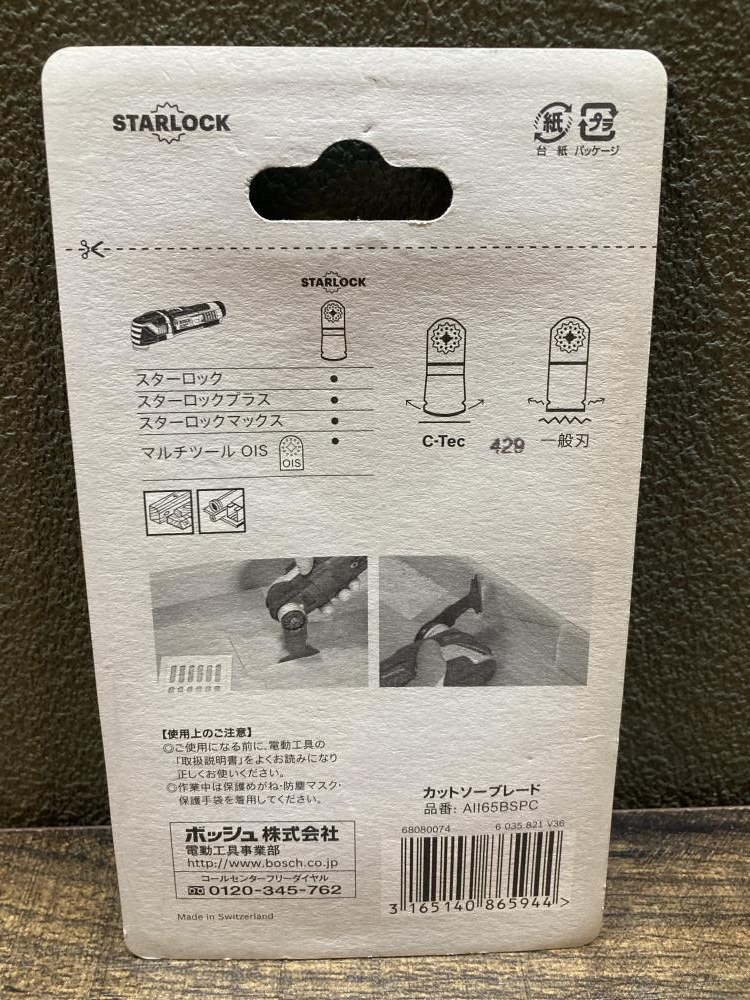 STARLOCK
紙 プラ
台 紙 パッケージ
STARLOCK
スターロック
スターロックプラス
スターロックマックス
マルチツール OIS
OIS
C-Tec
429
一般刃
【使用上のご注意】
◎ご使用になる前に、電動工具の
「取扱説明書」をよくお読みになり
正しくお使いください。
◎作業中は保護めがね・防塵マスク・
保護手袋を着用してください。
ボッシュ株式会社
電動工具事業部
http://www.bosch.co.jp
コールセンターフリーダイヤル
0120-345-762
Made in Switzerland
カットソーブレード
品番: AII65BSPC
68080074 6 035 821 V36
3 165140 865944 >